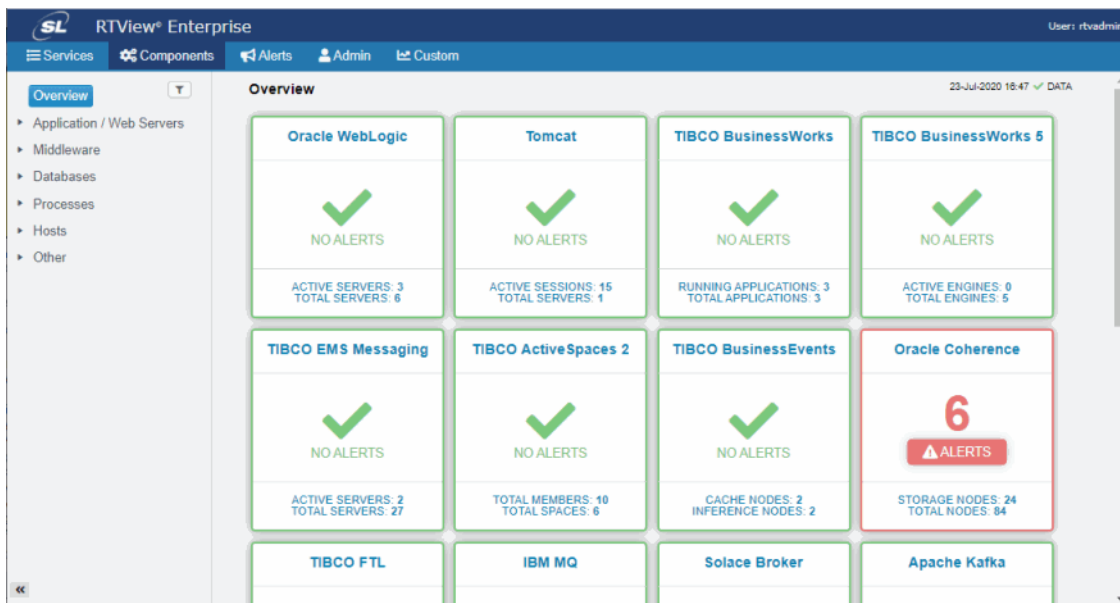 SL RTView® Enterprise User: rtvadmin
Services Components Alerts Admin Custom
Overview
Application / Web Servers
Middleware
Databases
Processes
Hosts
Other
Overview 23-Jul-2020 16:47 DATA
Oracle WebLogic
NO ALERTS
ACTIVE SERVERS: 3
TOTAL SERVERS: 6
Tomcat
NO ALERTS
ACTIVE SESSIONS: 15
TOTAL SERVERS: 1
TIBCO BusinessWorks
NO ALERTS
RUNNING APPLICATIONS: 3
TOTAL APPLICATIONS: 3
TIBCO BusinessWorks 5
NO ALERTS
ACTIVE ENGINES: 0
TOTAL ENGINES: 5
TIBCO EMS Messaging
NO ALERTS
ACTIVE SERVERS: 2
TOTAL SERVERS: 27
TIBCO ActiveSpaces 2
NO ALERTS
TOTAL MEMBERS: 10
TOTAL SPACES: 6
TIBCO BusinessEvents
NO ALERTS
CACHE NODES: 2
INFERENCE NODES: 2
Oracle Coherence
6
ALERTS
STORAGE NODES: 24
TOTAL NODES: 84
TIBCO FTL
IBM MQ
Solace Broker
Apache Kafka